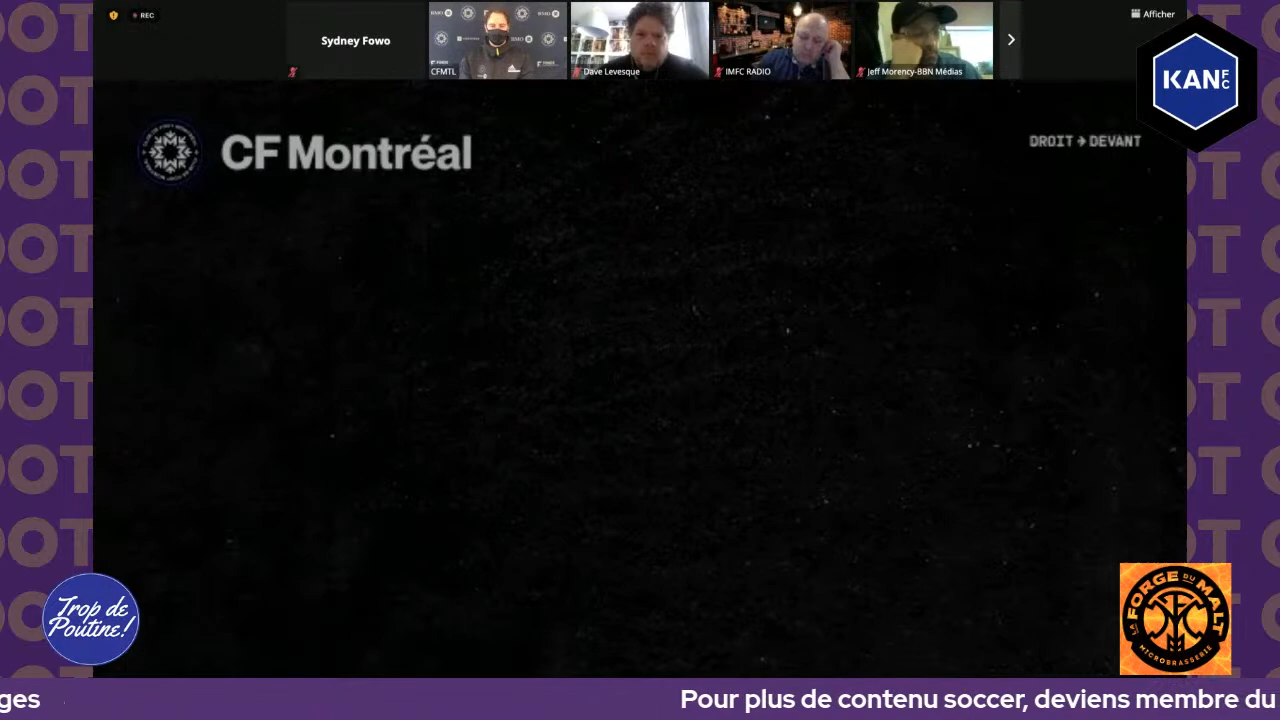 REC
Sydney Fowo
CFMTL
Dave Levesque
IMFC RADIO
Jeff Morency-BBN Médias
Afficher
KAN FC
CF Montréal
DROIT → DEVANT
Trop de
Poutine!
LA FORGE DU MALT
MICROBRASSERIE
ges
Pour plus de contenu soccer, deviens membre du